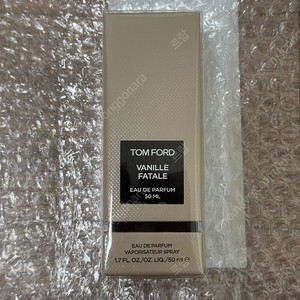 TOM FORD
VANILLE
FATALE
EAU DE PARFUM
50 ML
EAU DE PARFUM
VAPORISATEUR SPRAY
1.7 FL. OZ./OZ. LIQ./50 ml e